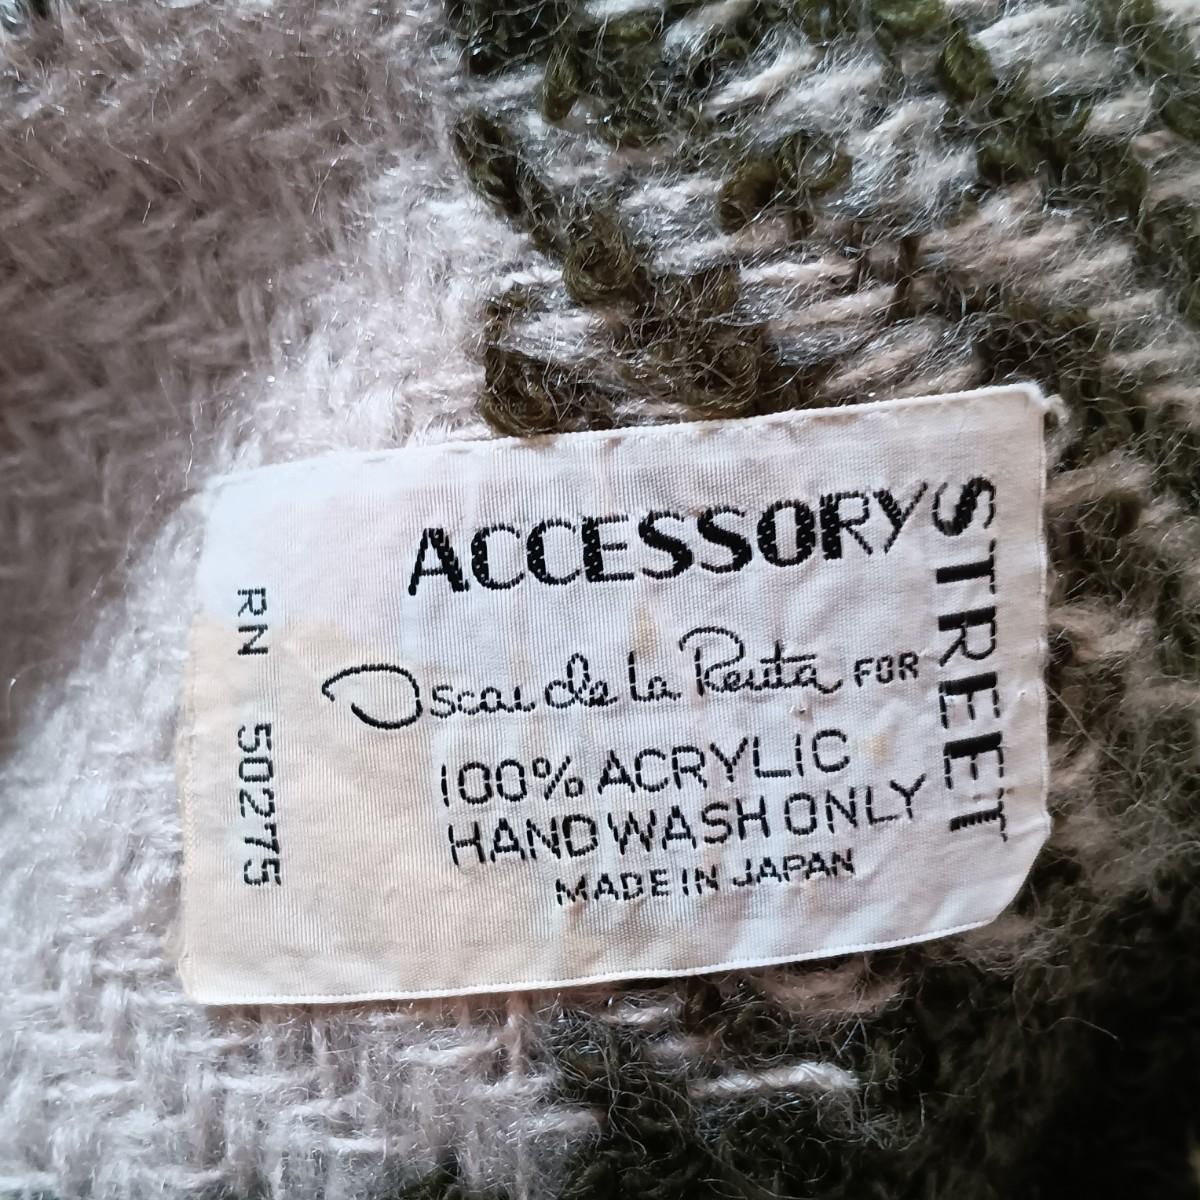 ACCESSORY
STREET
Oscar de la Renta FOR
100% ACRYLIC
HAND WASH ONLY
MADE IN JAPAN
RN 50275